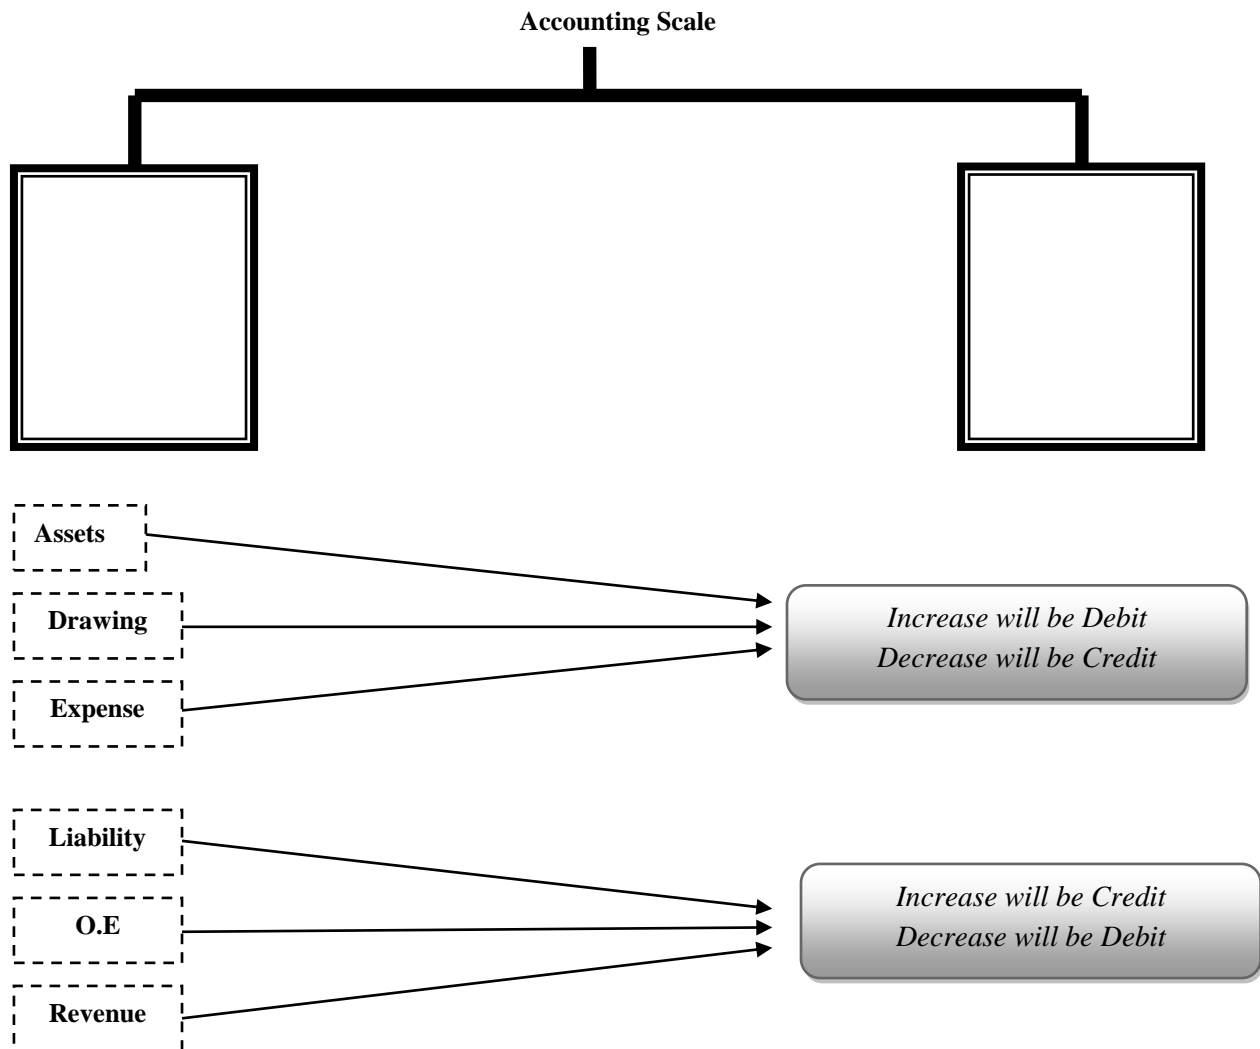 Accounting Scale
Assets
Drawing
Expense
Increase will be Debit
Decrease will be Credit
Liability
O.E
Revenue
Increase will be Credit
Decrease will be Debit